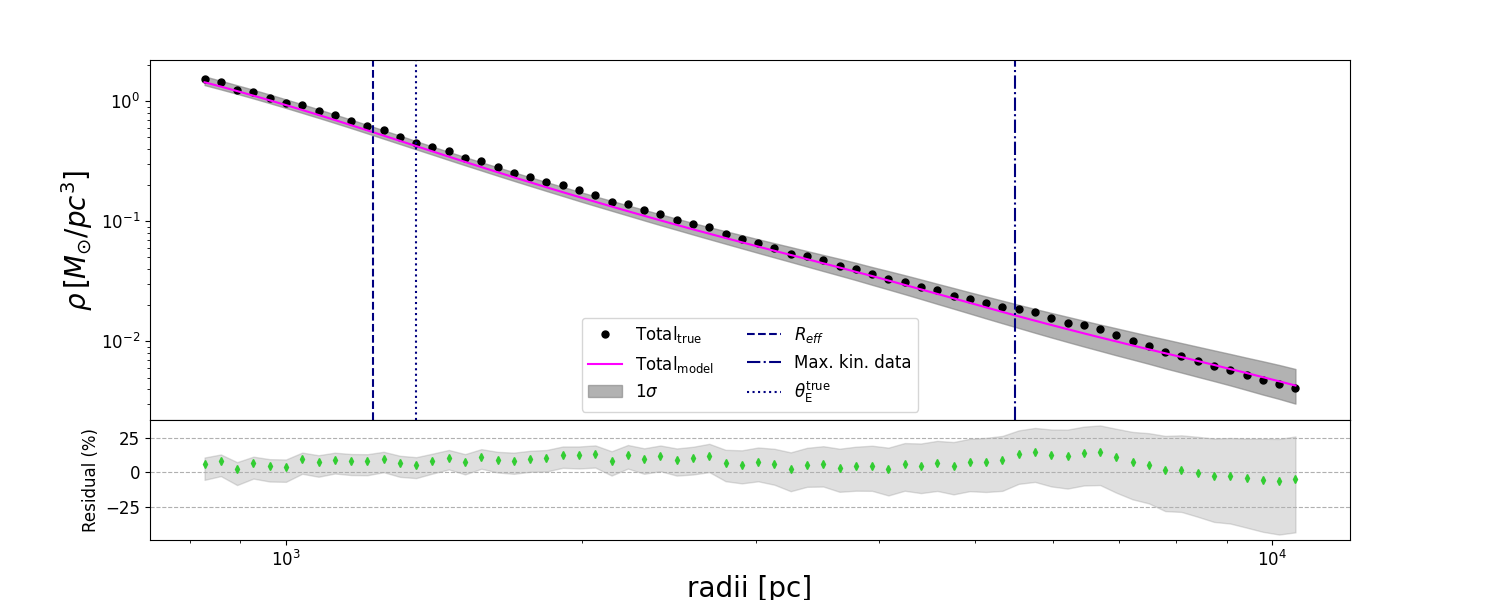 10⁰
10⁻¹
10⁻²
ρ [M⊙/pc³]
Total_true
Total_model
1σ
R_eff
Max. kin. data
θ_E^true
25
0
−25
Residual (%)
10³
10⁴
radii [pc]